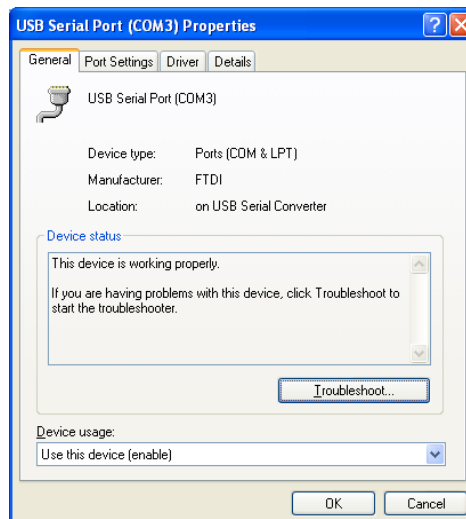 USB Serial Port (COM3) Properties
General Port Settings Driver Details
USB Serial Port (COM3)
Device type: Ports (COM & LPT)
Manufacturer: FTDI
Location: on USB Serial Converter
Device status
This device is working properly.
If you are having problems with this device, click Troubleshoot to
start the troubleshooter.
Troubleshoot...
Device usage:
Use this device (enable)
OK Cancel